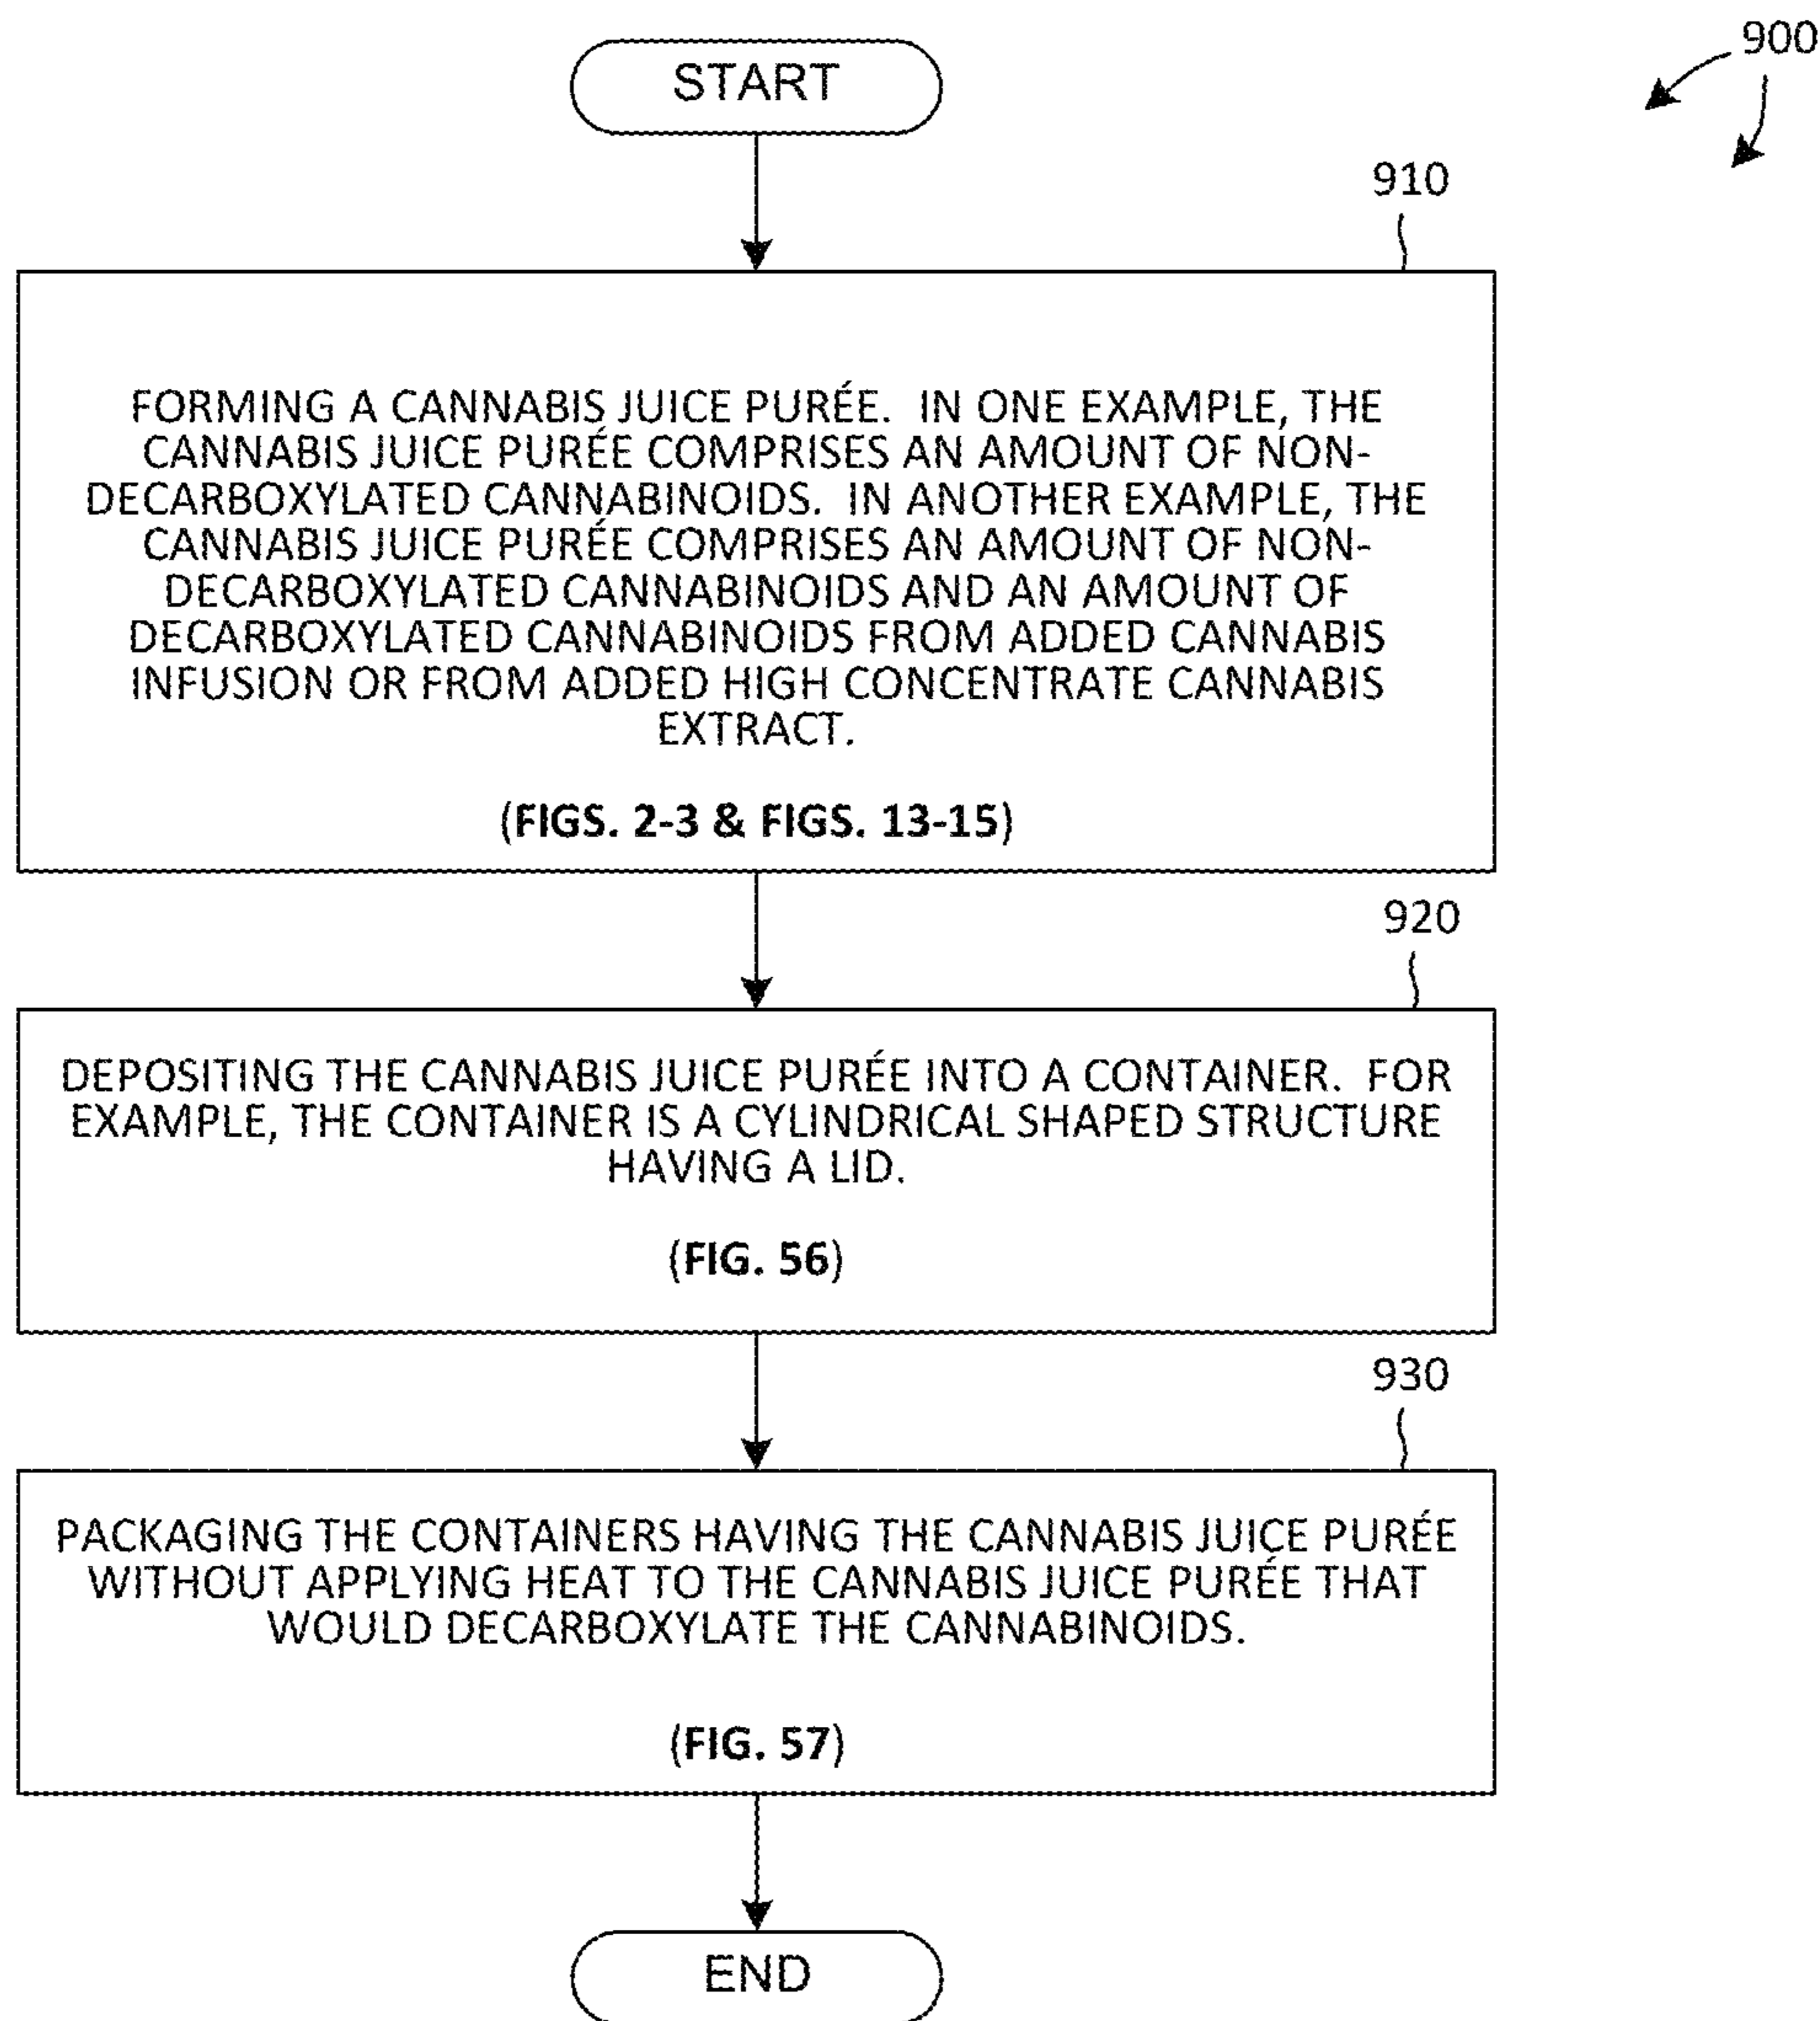 START
900
910
FORMING A CANNABIS JUICE PURÉE. IN ONE EXAMPLE, THE
CANNABIS JUICE PURÉE COMPRISES AN AMOUNT OF NON-
DECARBOXYLATED CANNABINOIDS. IN ANOTHER EXAMPLE, THE
CANNABIS JUICE PURÉE COMPRISES AN AMOUNT OF NON-
DECARBOXYLATED CANNABINOIDS AND AN AMOUNT OF
DECARBOXYLATED CANNABINOIDS FROM ADDED CANNABIS
INFUSION OR FROM ADDED HIGH CONCENTRATE CANNABIS
EXTRACT.
(FIGS. 2-3 & FIGS. 13-15)
920
DEPOSITING THE CANNABIS JUICE PURÉE INTO A CONTAINER. FOR
EXAMPLE, THE CONTAINER IS A CYLINDRICAL SHAPED STRUCTURE
HAVING A LID.
(FIG. 56)
930
PACKAGING THE CONTAINERS HAVING THE CANNABIS JUICE PURÉE
WITHOUT APPLYING HEAT TO THE CANNABIS JUICE PURÉE THAT
WOULD DECARBOXYLATE THE CANNABINOIDS.
(FIG. 57)
END